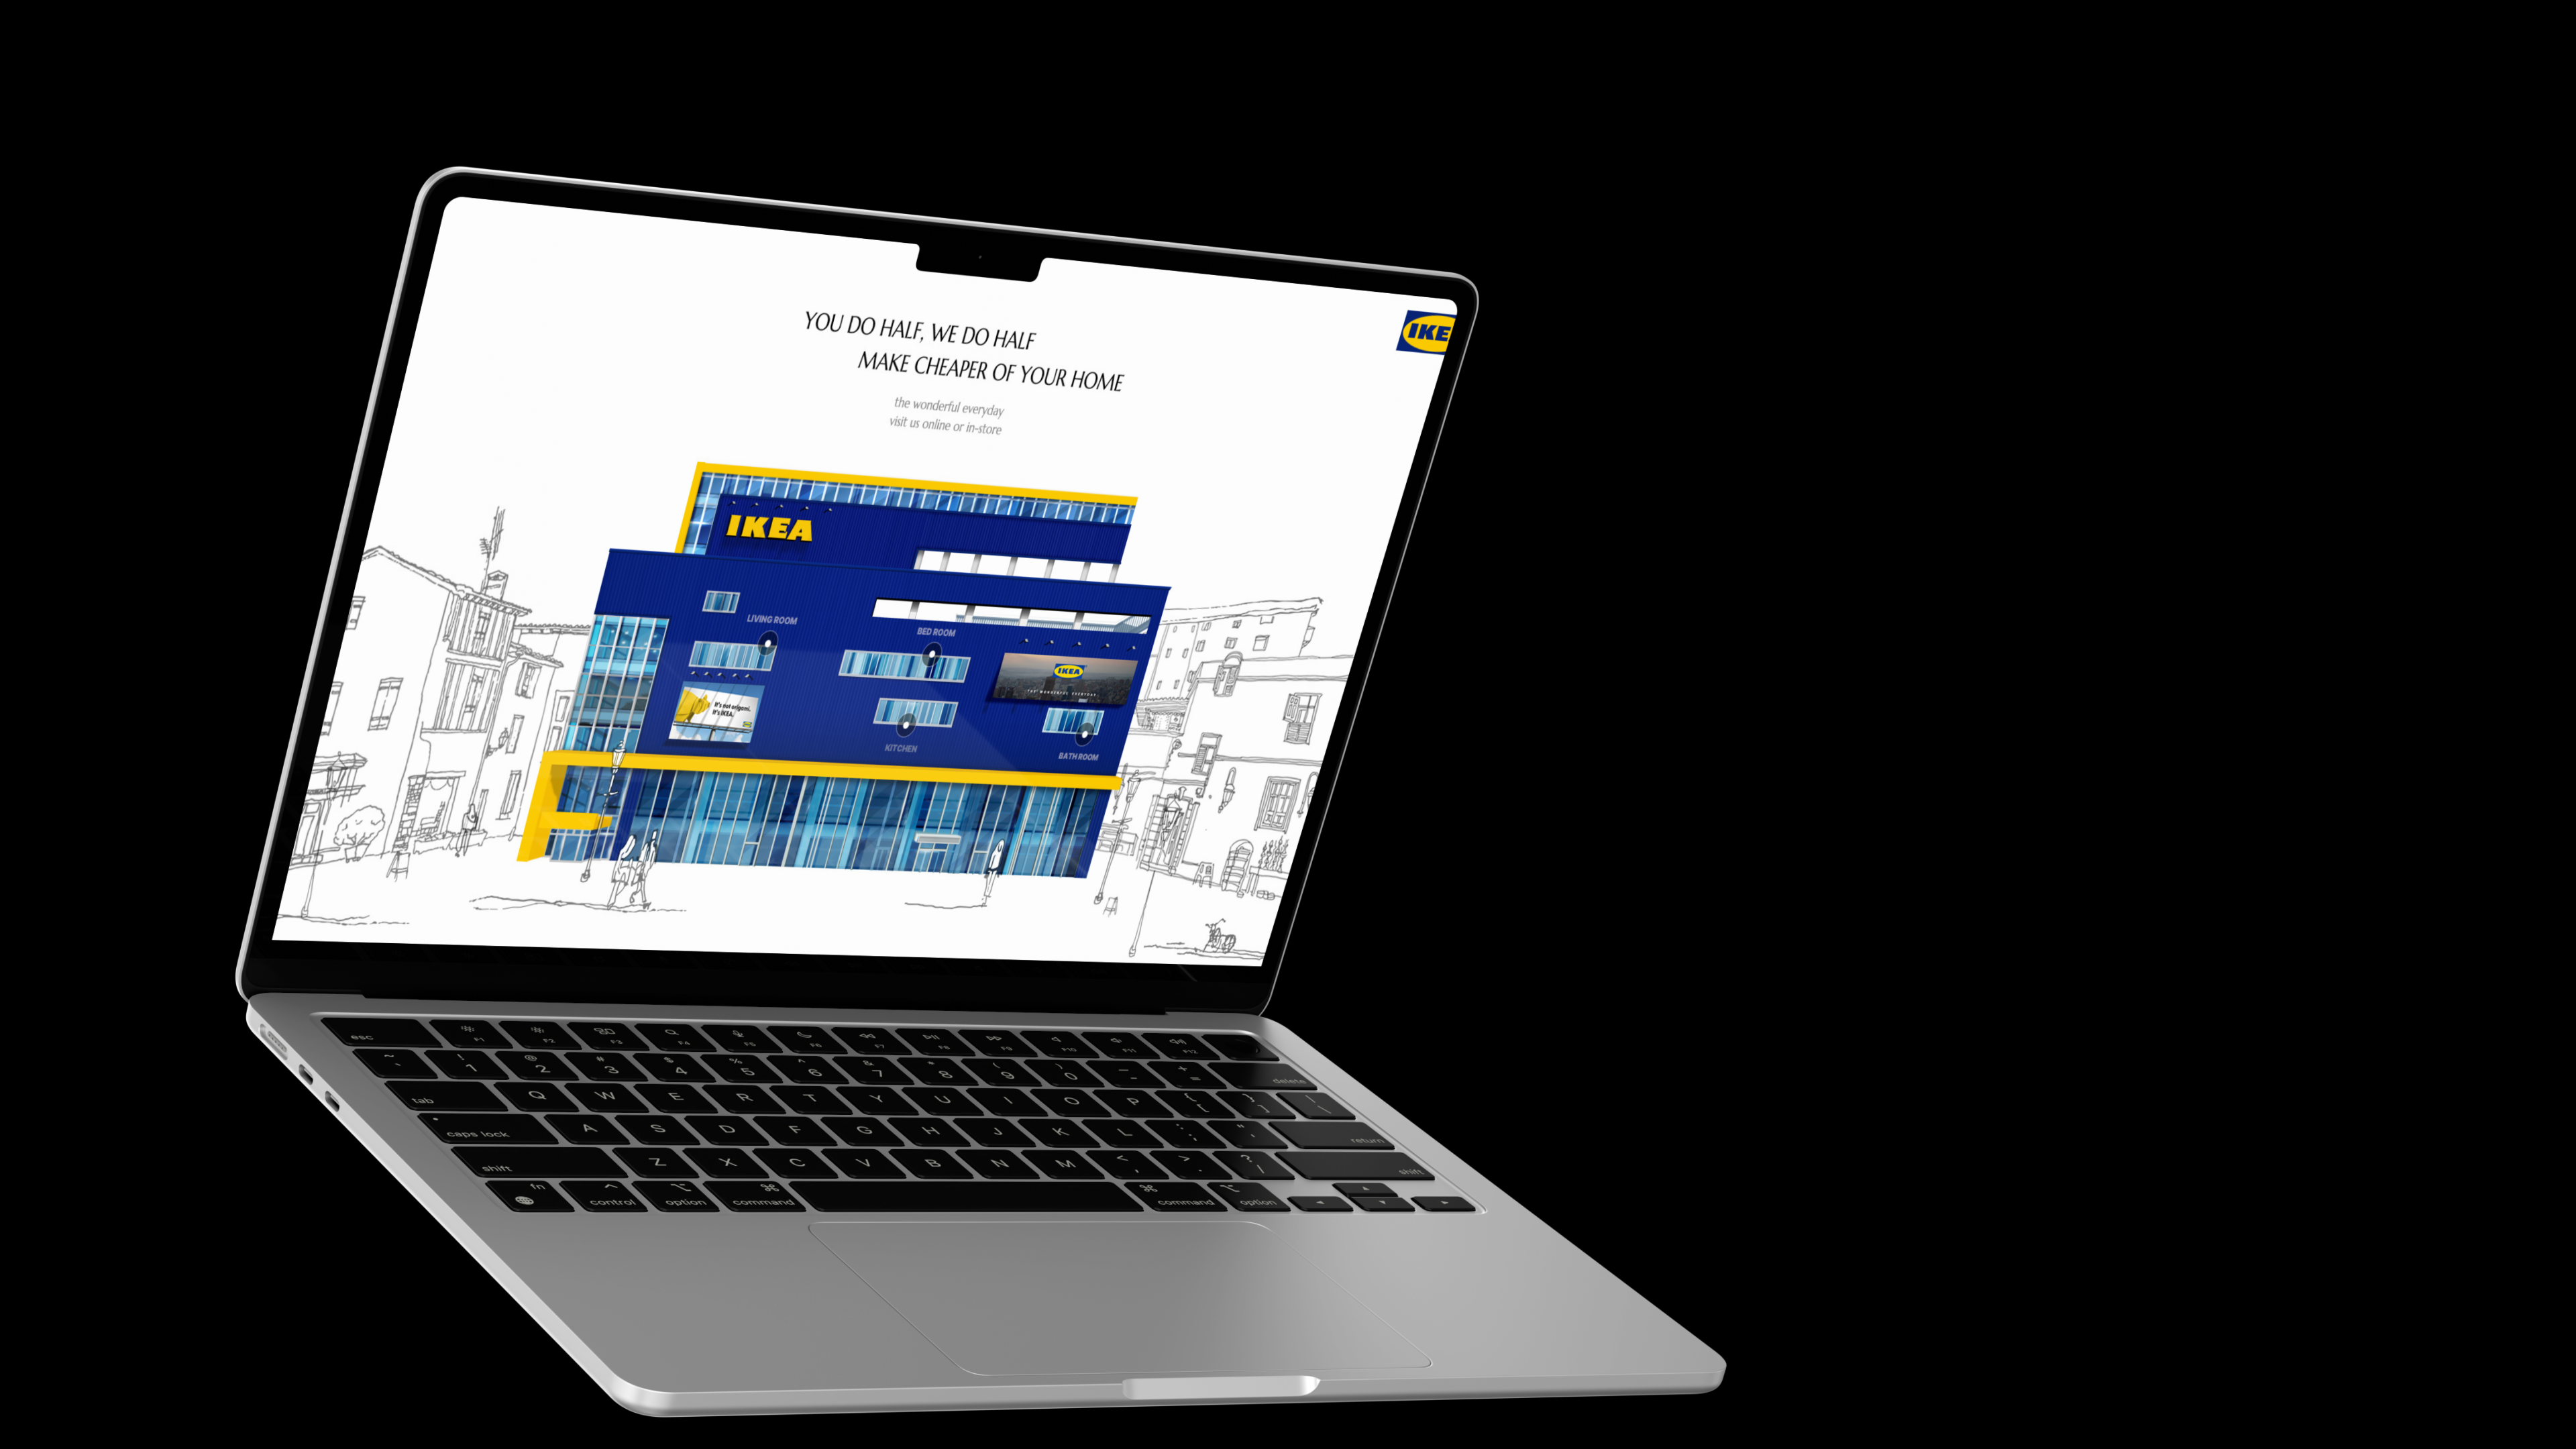 YOU DO HALF, WE DO HALF
MAKE CHEAPER OF YOUR HOME
the wonderful everyday
visit us online or in-store
IKE
IKEA
LIVING ROOM
BED ROOM
IKEA
THE WONDERFUL EVERYDAY
It's not origami.
It's IKEA.
KITCHEN
BATH ROOM
esc F1 F2 F3 F4 F5 F6 F7 F8 F9 F10 F11 F12
~ ! @ # $ % ^ & * ( ) _ +
` 1 2 3 4 5 6 7 8 9 0 - = delete
tab Q W E R T Y U I O P { [ } ] | \
caps lock A S D F G H J K L : ; " ' return
shift Z X C V B N M < , > . ? / shift
fn control option command command option